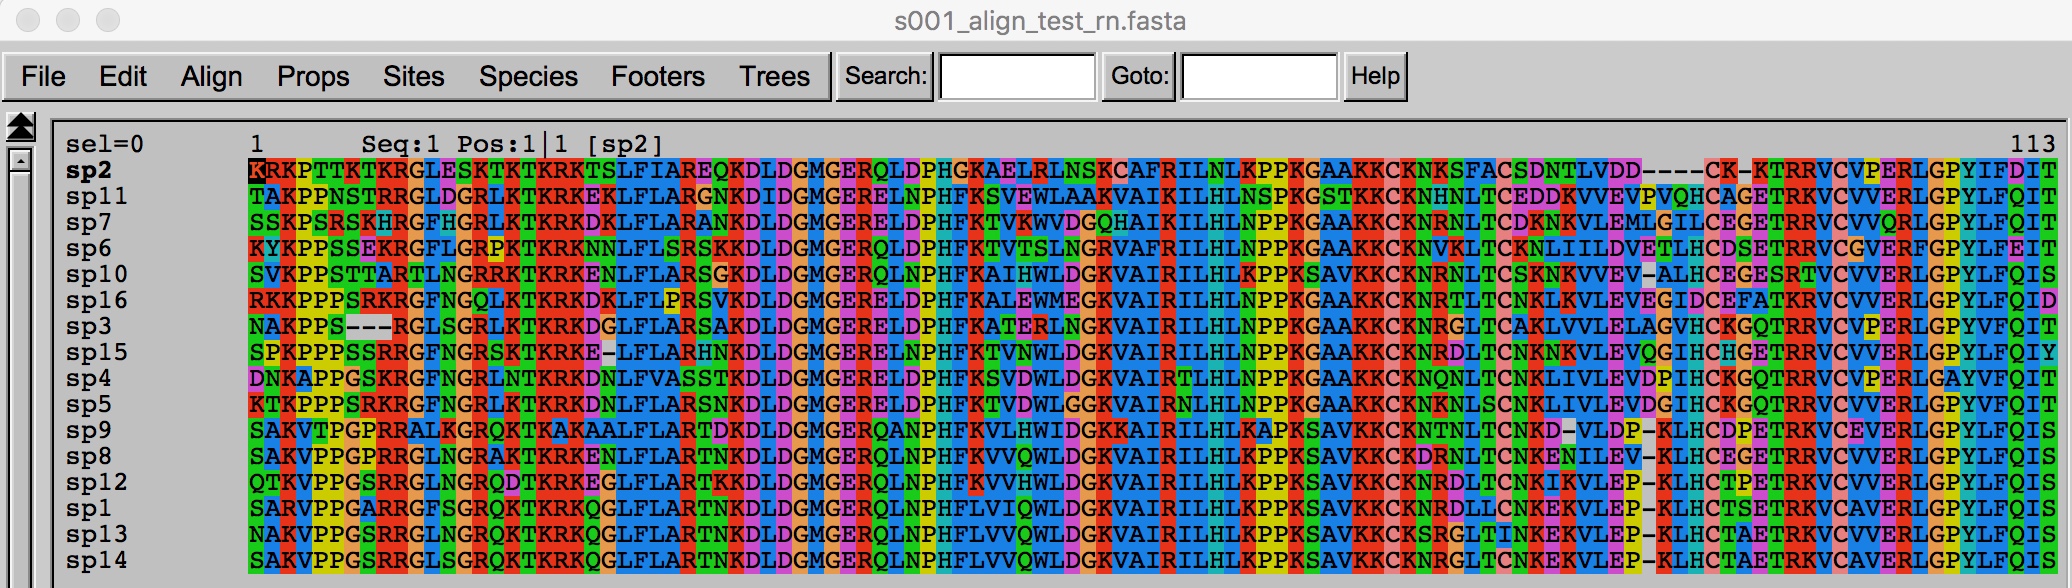 s001_align_test_rn.fasta
File Edit Align Props Sites Species Footers Trees Search: Goto: Help
sel=0 1 Seq:1 Pos:1|1 [sp2] 113
sp2 KRKPTTKTKRGLESKTKTKRKTSLFIAREQKDLDGMGERQLDPHGKAELRLNSKCAFRILNLKPPKGAAKKCKNKSFACSDNTLVDD----CK-KTRRVCVPERLGPYIFDIT
sp11 TAKPPNSTRRGLDGRLKTKRKEKLFLARGNKDIDGMGERELNPHFKSVEWLAAKVAIKILHLNSPKGSTKKCKNHNLTCEDDKVVEVPVQHCAGETRRVCVVERLGPYLFQIT
sp7 SSKPSRSKHRGFHGRLKTKRKDKLFLARANKDIDGMGERELNPHFKTVKWVDGQHAIKILHLNPPKGAAKKCKNRNLTCDKNKVLEMLGILCEGETRRVCVVQRLGPYLFQIT
sp6 KYKPPSSEKRGFLGRPKTKRKNNLFLSRSKKDLDGMGERQLDPHFKTVTSLNGRVAFRILHLNPPKGAAKKCKNVKLTCKNLIILDVETLHCDSETRRVCGVERFGPYLFEIT
sp10 SVKPPSTTARTLNGRRKTKRKENLFLARSGKDLDGMGERQLNPHFKAIHWLDGKVAIRILHLKPPKSAVKKCKNRNLTCSKNKVVEV-ALHCEGESRTVCVVERLGPYLFQIS
sp16 RKKPPPSRKRGFNGQLKTKRKDKLFLPRSVKDLDGMGERELDPHFKALEWMEGKVAIRILHLNPPKGAAKKCKNRTLTCNKLKVLEVEGIDCEFATKRVCVVERLGPYLFQID
sp3 NAKPPS---RGLSGRLKTKRKDGLFLARSAKDLDGMGERELDPHFKATERLNGKVAIRILHLNPPKGAAKKCKNRGLTCAKLVVLELAGVHCKGQTRRVCVPERLGPYVFQIT
sp15 SPKPPPSSRRGFNGRSKTKRKE-LFLARHNKDLDGMGERELNPHFKTVNWLDGKVAIRILHLNPPKGAAKKCKNRDLTCNKNKVLEVQGIHCHGETRRVCVVERLGPYLFQIY
sp4 DNKAPPGSKRGFNGRLNTKRKDNLFVASSTKDLDGMGERELDPHFKSVDWLDGKVAIRTLHLNPPKGAAKKCKNQNLTCNKLIVLEVDPIHCKGQTRRVCVPERLGAYVFQIT
sp5 KTKPPPSRKRGFNGRLKTKRKDNLFLARSNKDLDGMGERELDPHFKTVDWLGGKVAIRNLHLNPPKGAAKKCKNKNLSCNKLIVLEVDGIHCKGQTRRVCVVERLGPYVFQIT
sp9 SAKVTPGPRRALKGRQKTKAKAALFLARTDKDLDGMGERQANPHFKVLHWIDGKKAIRILHLKAPKSAVKKCKNTNLTCNKD-VLDP-KLHCDPETRKVCEVERLGPYLFQIS
sp8 SAKVPPGPRRGLNGRAKTKRKENLFLARTNKDLDGMGERQLNPHFKVVQWLDGKVAIRILHLKPPKSAVKKCKDRNLTCNKENILEV-KLHCEGETRKVCVVERLGPYLFQIS
sp12 QTKVPPGSRRGLNGRQDTKRKEGLFLARTKKDLDGMGERQLNPHFKVVHWLDGKVAIRILHLKPPKSAVKKCKNRDLTCNKIKVLEP-KLHCTPETRKVCVVERLGPYLFQIS
sp1 SARVPPGARRGFSGRQKTKRKQGLFLARTNKDLDGMGERQLNPHFLVIQWLDGKVAIRILHLKPPKSAVKKCKNRDLLCNKEKVLEP-KLHCTSETRKVCAVERLGPYLFQIS
sp13 NAKVPPGSRRGLNGRQKTKRKQGLFLARTNKDLDGMGERQLNPHFLVVQWLDGKVAIRILHLKPPKSAVKKCKSRGLTINKEKVLEP-KLHCTAETRKVCVVERLGPYLFQIS
sp14 SAKVPPGSRRGLSGRQKTKRKQGLFLARTNKDLDGMGERQLNPHFLVVQWLDGKVAIRILHLKPPKSAVKKCKNRGLTCNKEKVLEP-KLHCTAETRKVCAVERLGPYLFQIS